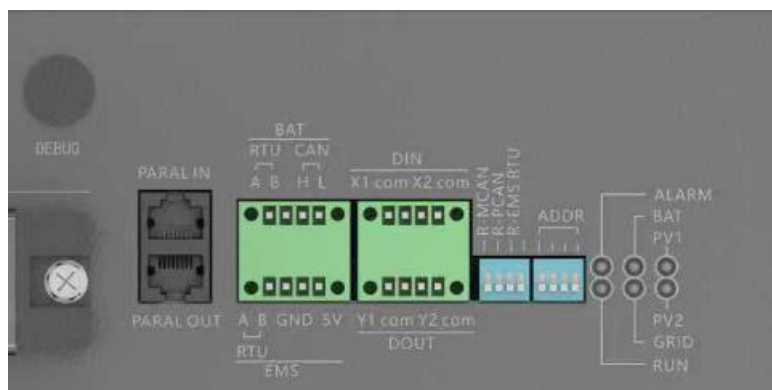 DEBUG
PARAL IN
PARAL OUT
BAT
RTU CAN
A B H L
A B GND 5V
RTU
EMS
DIN
X1 com X2 com
Y1 com Y2 com
DOUT
R-MCAN
R-PCAN
R-EMS RTU
ADDR
ALARM
BAT
PV1
PV2
GRID
RUN